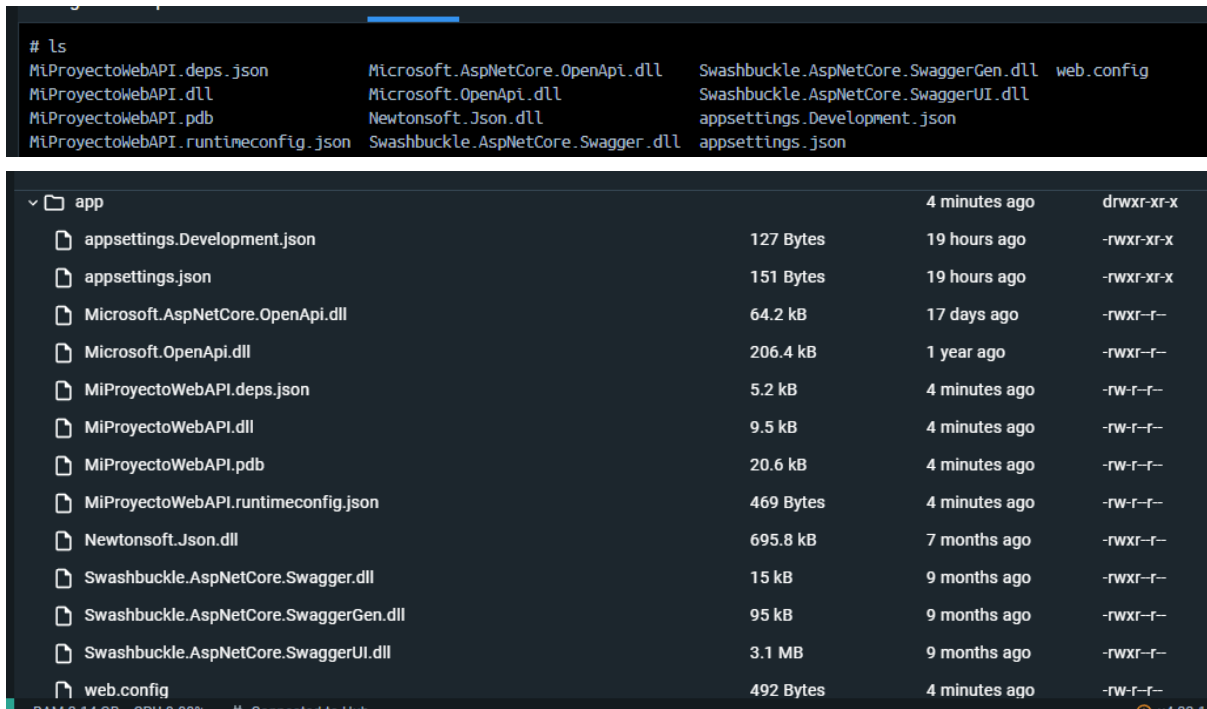 # ls
MiProyectoWebAPI.deps.json Microsoft.AspNetCore.OpenApi.dll Swashbuckle.AspNetCore.SwaggerGen.dll web.config
MiProyectoWebAPI.dll Microsoft.OpenApi.dll Swashbuckle.AspNetCore.SwaggerUI.dll
MiProyectoWebAPI.pdb Newtonsoft.Json.dll appsettings.Development.json
MiProyectoWebAPI.runtimeconfig.json Swashbuckle.AspNetCore.Swagger.dll appsettings.json
app 4 minutes ago drwxr-xr-x
appsettings.Development.json 127 Bytes 19 hours ago -rwxr-xr-x
appsettings.json 151 Bytes 19 hours ago -rwxr-xr-x
Microsoft.AspNetCore.OpenApi.dll 64.2 kB 17 days ago -rwxr--r--
Microsoft.OpenApi.dll 206.4 kB 1 year ago -rwxr--r--
MiProyectoWebAPI.deps.json 5.2 kB 4 minutes ago -rw-r--r--
MiProyectoWebAPI.dll 9.5 kB 4 minutes ago -rw-r--r--
MiProyectoWebAPI.pdb 20.6 kB 4 minutes ago -rw-r--r--
MiProyectoWebAPI.runtimeconfig.json 469 Bytes 4 minutes ago -rw-r--r--
Newtonsoft.Json.dll 695.8 kB 7 months ago -rwxr--r--
Swashbuckle.AspNetCore.Swagger.dll 15 kB 9 months ago -rwxr--r--
Swashbuckle.AspNetCore.SwaggerGen.dll 95 kB 9 months ago -rwxr--r--
Swashbuckle.AspNetCore.SwaggerUI.dll 3.1 MB 9 months ago -rwxr--r--
web.config 492 Bytes 4 minutes ago -rw-r--r--